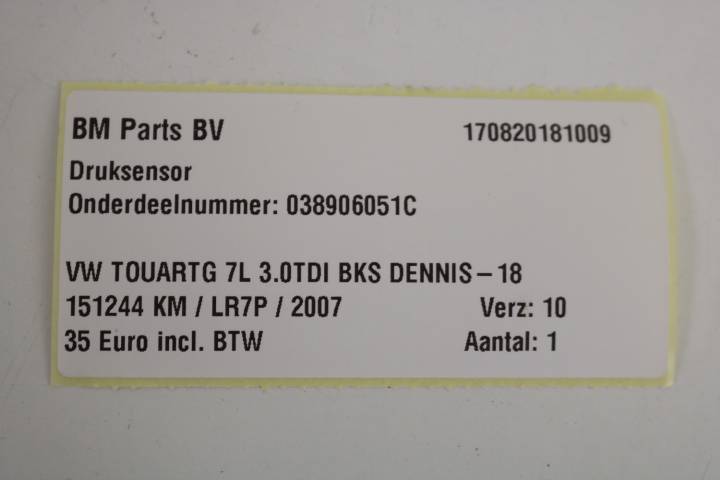 BM Parts BV 170820181009
Druksensor
Onderdeelnummer: 038906051C
VW TOUARTG 7L 3.0TDI BKS DENNIS – 18
151244 KM / LR7P / 2007 Verz: 10
35 Euro incl. BTW Aantal: 1